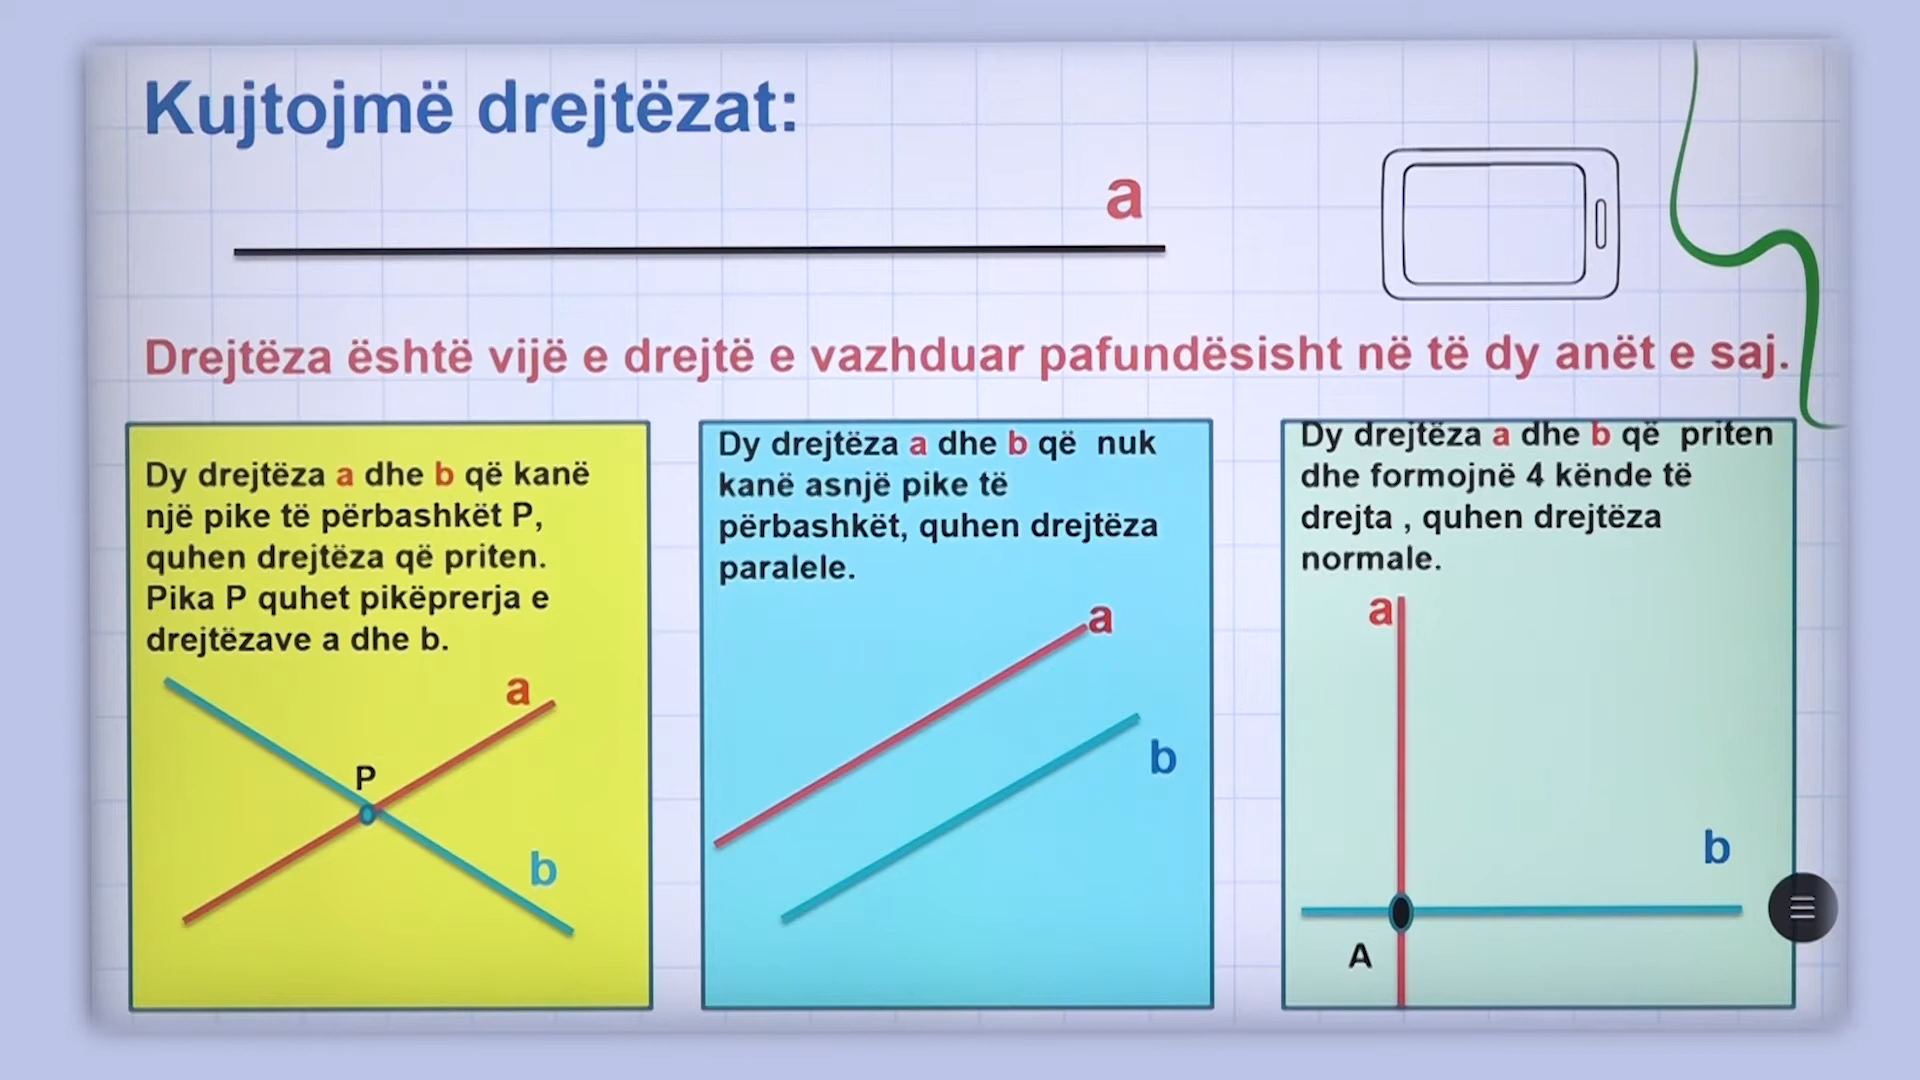 Kujtojmë drejtëzat:
a
Drejtëza është vijë e drejtë e vazhduar pafundësisht në të dy anët e saj.
Dy drejtëza a dhe b që kanë
një pike të përbashkët P,
quhen drejtëza që priten.
Pika P quhet pikëprerja e
drejtëzave a dhe b.
a
P
b
Dy drejtëza a dhe b që nuk
kanë asnjë pike të
përbashkët, quhen drejtëza
paralele.
a
b
Dy drejtëza a dhe b që priten
dhe formojnë 4 kënde të
drejta , quhen drejtëza
normale.
a
b
A